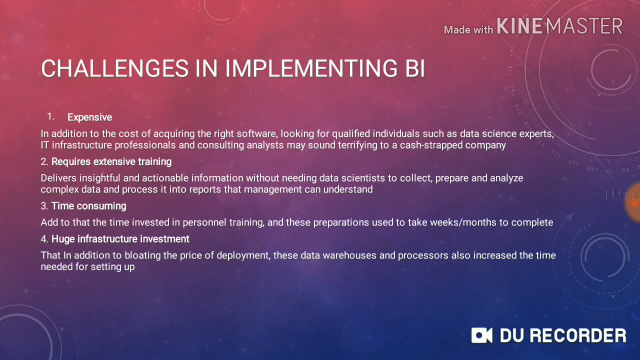 Made with KINEMASTER
CHALLENGES IN IMPLEMENTING BI
1. Expensive
In addition to the cost of acquiring the right software, looking for qualified individuals such as data science experts,
IT infrastructure professionals and consulting analysts may sound terrifying to a cash-strapped company
2. Requires extensive training
Delivers insightful and actionable information without needing data scientists to collect, prepare and analyze
complex data and process it into reports that management can understand
3. Time consuming
Add to that the time invested in personnel training, and these preparations used to take weeks/months to complete
4. Huge infrastructure investment
That In addition to bloating the price of deployment, these data warehouses and processors also increased the time
needed for setting up
DU RECORDER